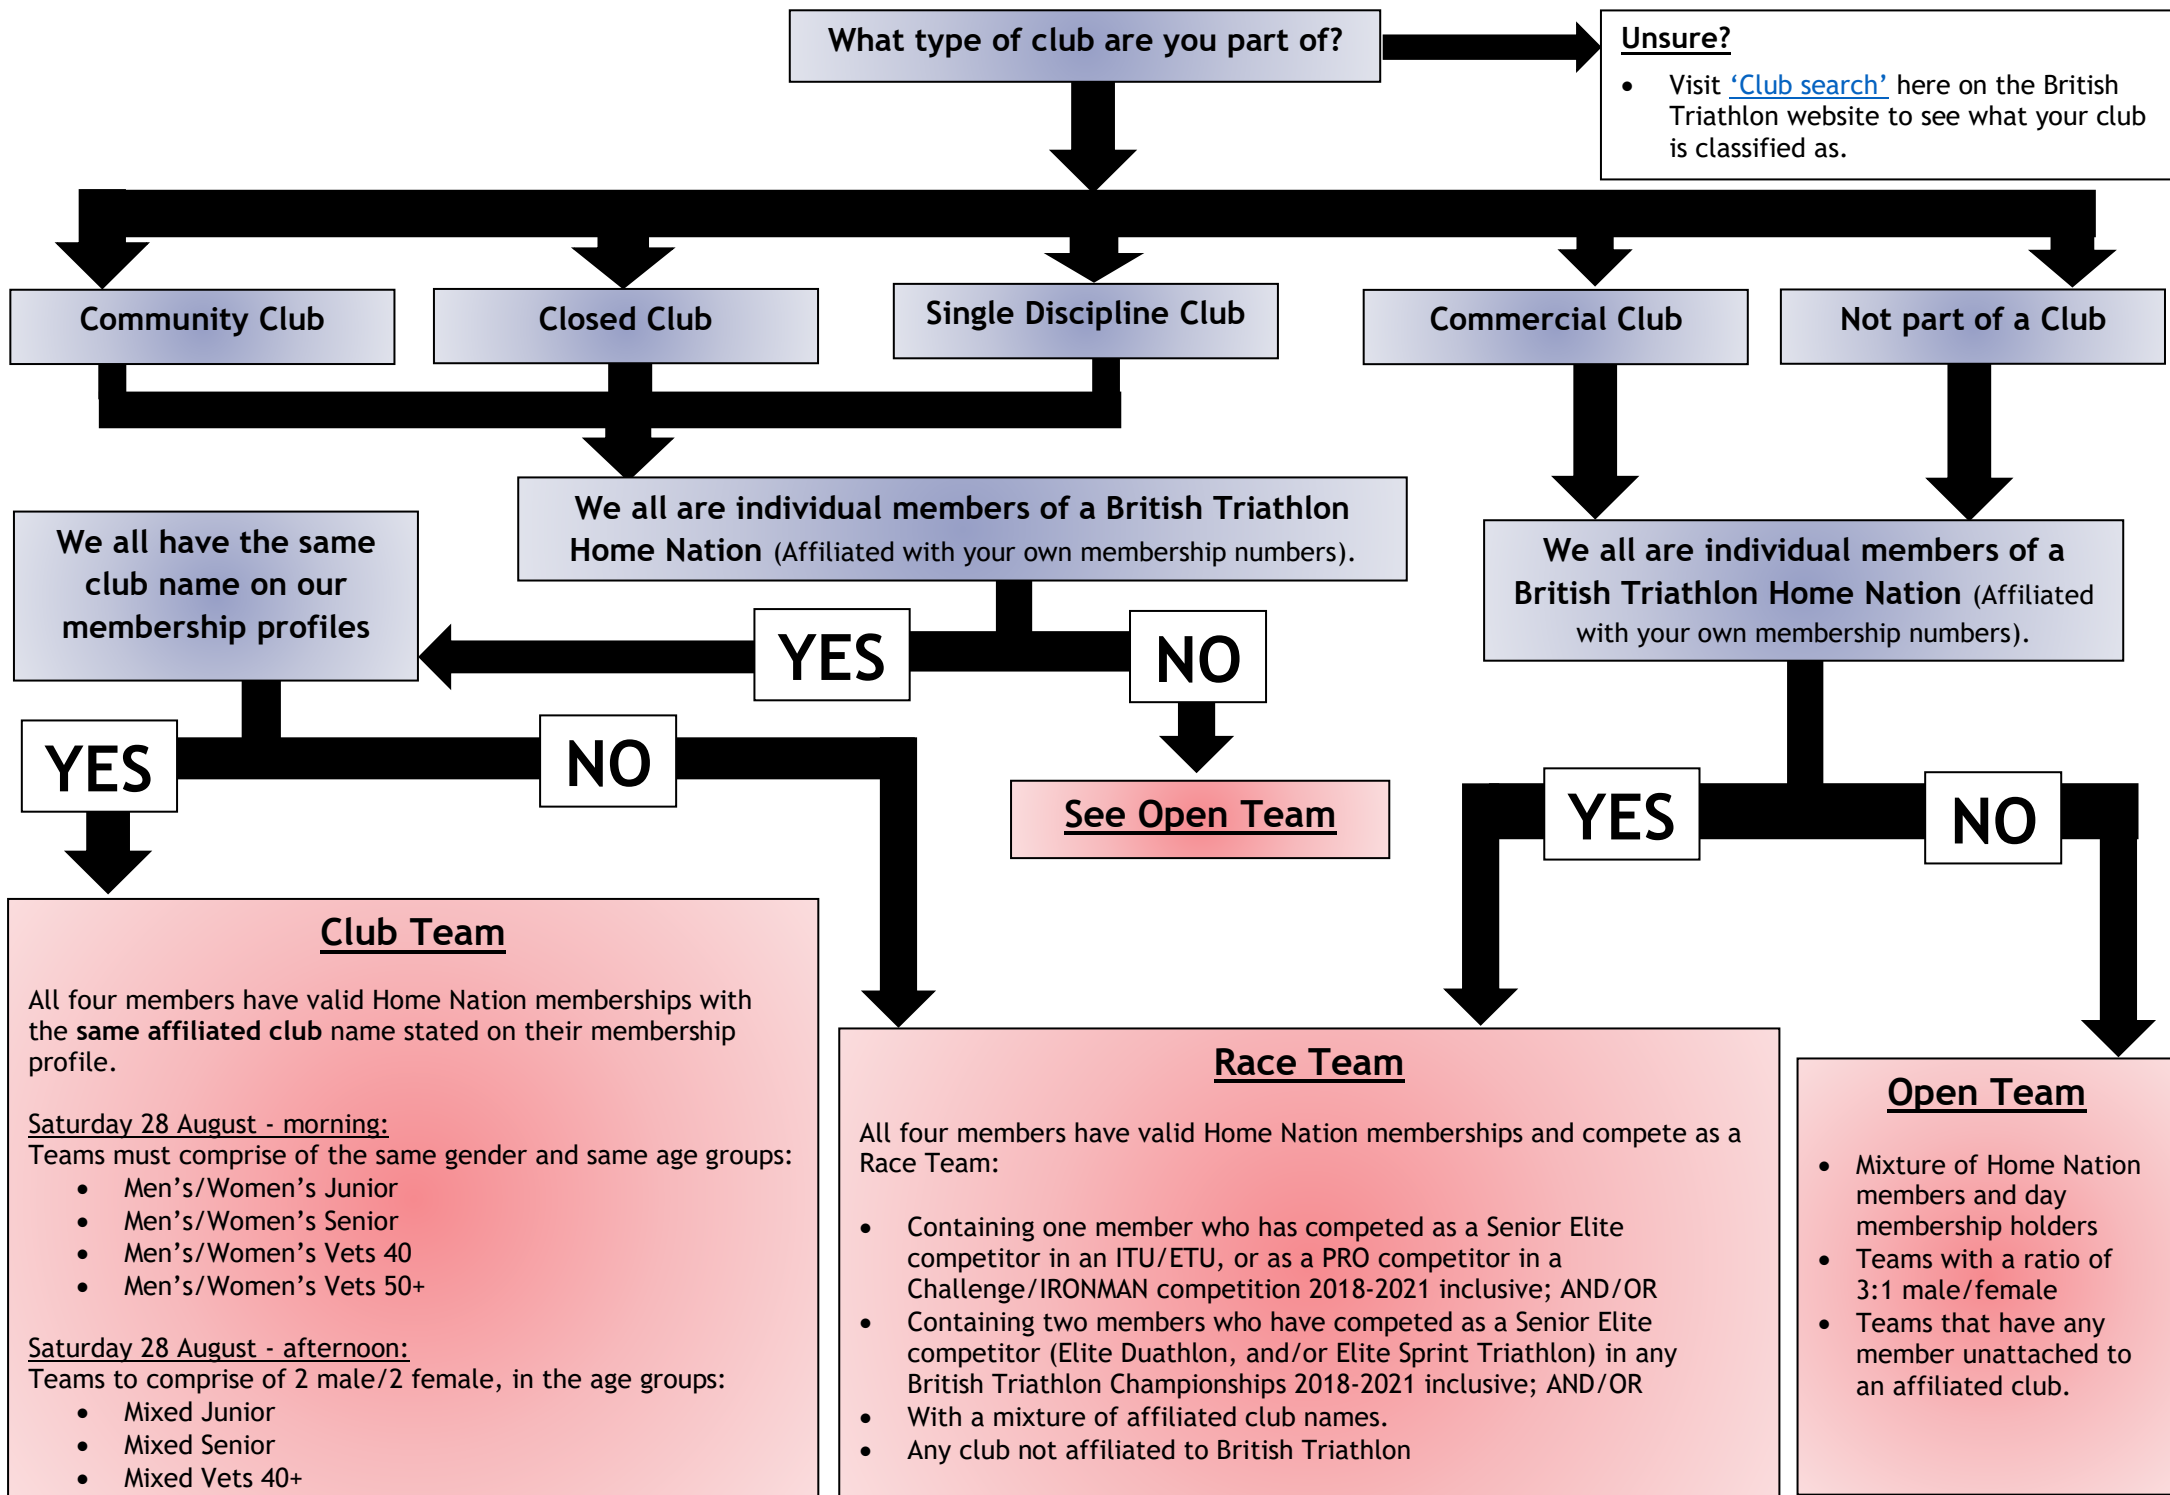 What type of club are you part of?
Unsure?
• Visit ‘Club search’ here on the British
Triathlon website to see what your club
is classified as.
Community Club
Closed Club
Single Discipline Club
Commercial Club
Not part of a Club
We all are individual members of a British Triathlon
Home Nation (Affiliated with your own membership numbers).
We all have the same
club name on our
membership profiles
We all are individual members of a
British Triathlon Home Nation (Affiliated
with your own membership numbers).
YES
NO
YES
NO
See Open Team
YES
NO
Club Team
All four members have valid Home Nation memberships with
the same affiliated club name stated on their membership
profile.
Saturday 28 August - morning:
Teams must comprise of the same gender and same age groups:
• Men’s/Women’s Junior
• Men’s/Women’s Senior
• Men’s/Women’s Vets 40
• Men’s/Women’s Vets 50+
Saturday 28 August - afternoon:
Teams to comprise of 2 male/2 female, in the age groups:
• Mixed Junior
• Mixed Senior
• Mixed Vets 40+
Race Team
All four members have valid Home Nation memberships and compete as a
Race Team:
• Containing one member who has competed as a Senior Elite
competitor in an ITU/ETU, or as a PRO competitor in a
Challenge/IRONMAN competition 2018-2021 inclusive; AND/OR
• Containing two members who have competed as a Senior Elite
competitor (Elite Duathlon, and/or Elite Sprint Triathlon) in any
British Triathlon Championships 2018-2021 inclusive; AND/OR
• With a mixture of affiliated club names.
• Any club not affiliated to British Triathlon
Open Team
• Mixture of Home Nation
members and day
membership holders
• Teams with a ratio of
3:1 male/female
• Teams that have any
member unattached to
an affiliated club.